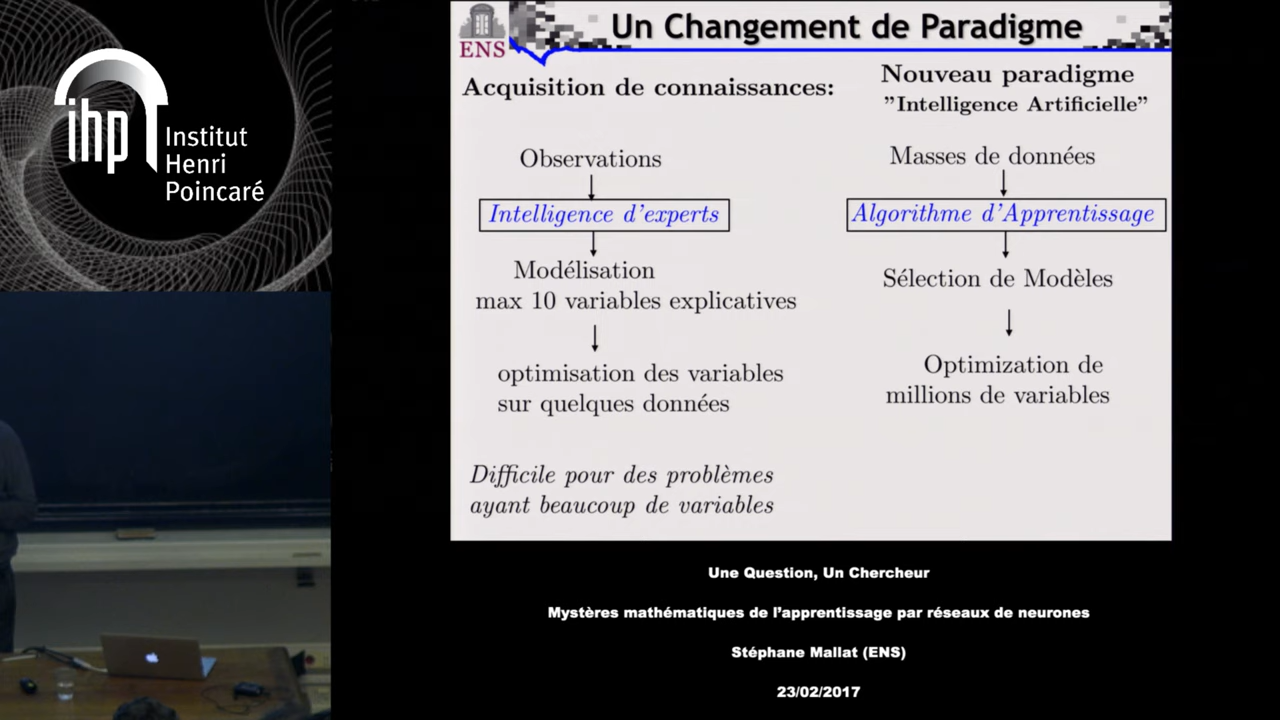 ihp
Institut
Henri
Poincaré
ENS
Un Changement de Paradigme
Acquisition de connaissances:
Observations
Intelligence d'experts
Modélisation
max 10 variables explicatives
optimisation des variables
sur quelques données
Difficile pour des problèmes
ayant beaucoup de variables
Nouveau paradigme
"Intelligence Artificielle"
Masses de données
Algorithme d'Apprentissage
Sélection de Modèles
Optimization de
millions de variables
Une Question, Un Chercheur
Mystères mathématiques de l'apprentissage par réseaux de neurones
Stéphane Mallat (ENS)
23/02/2017